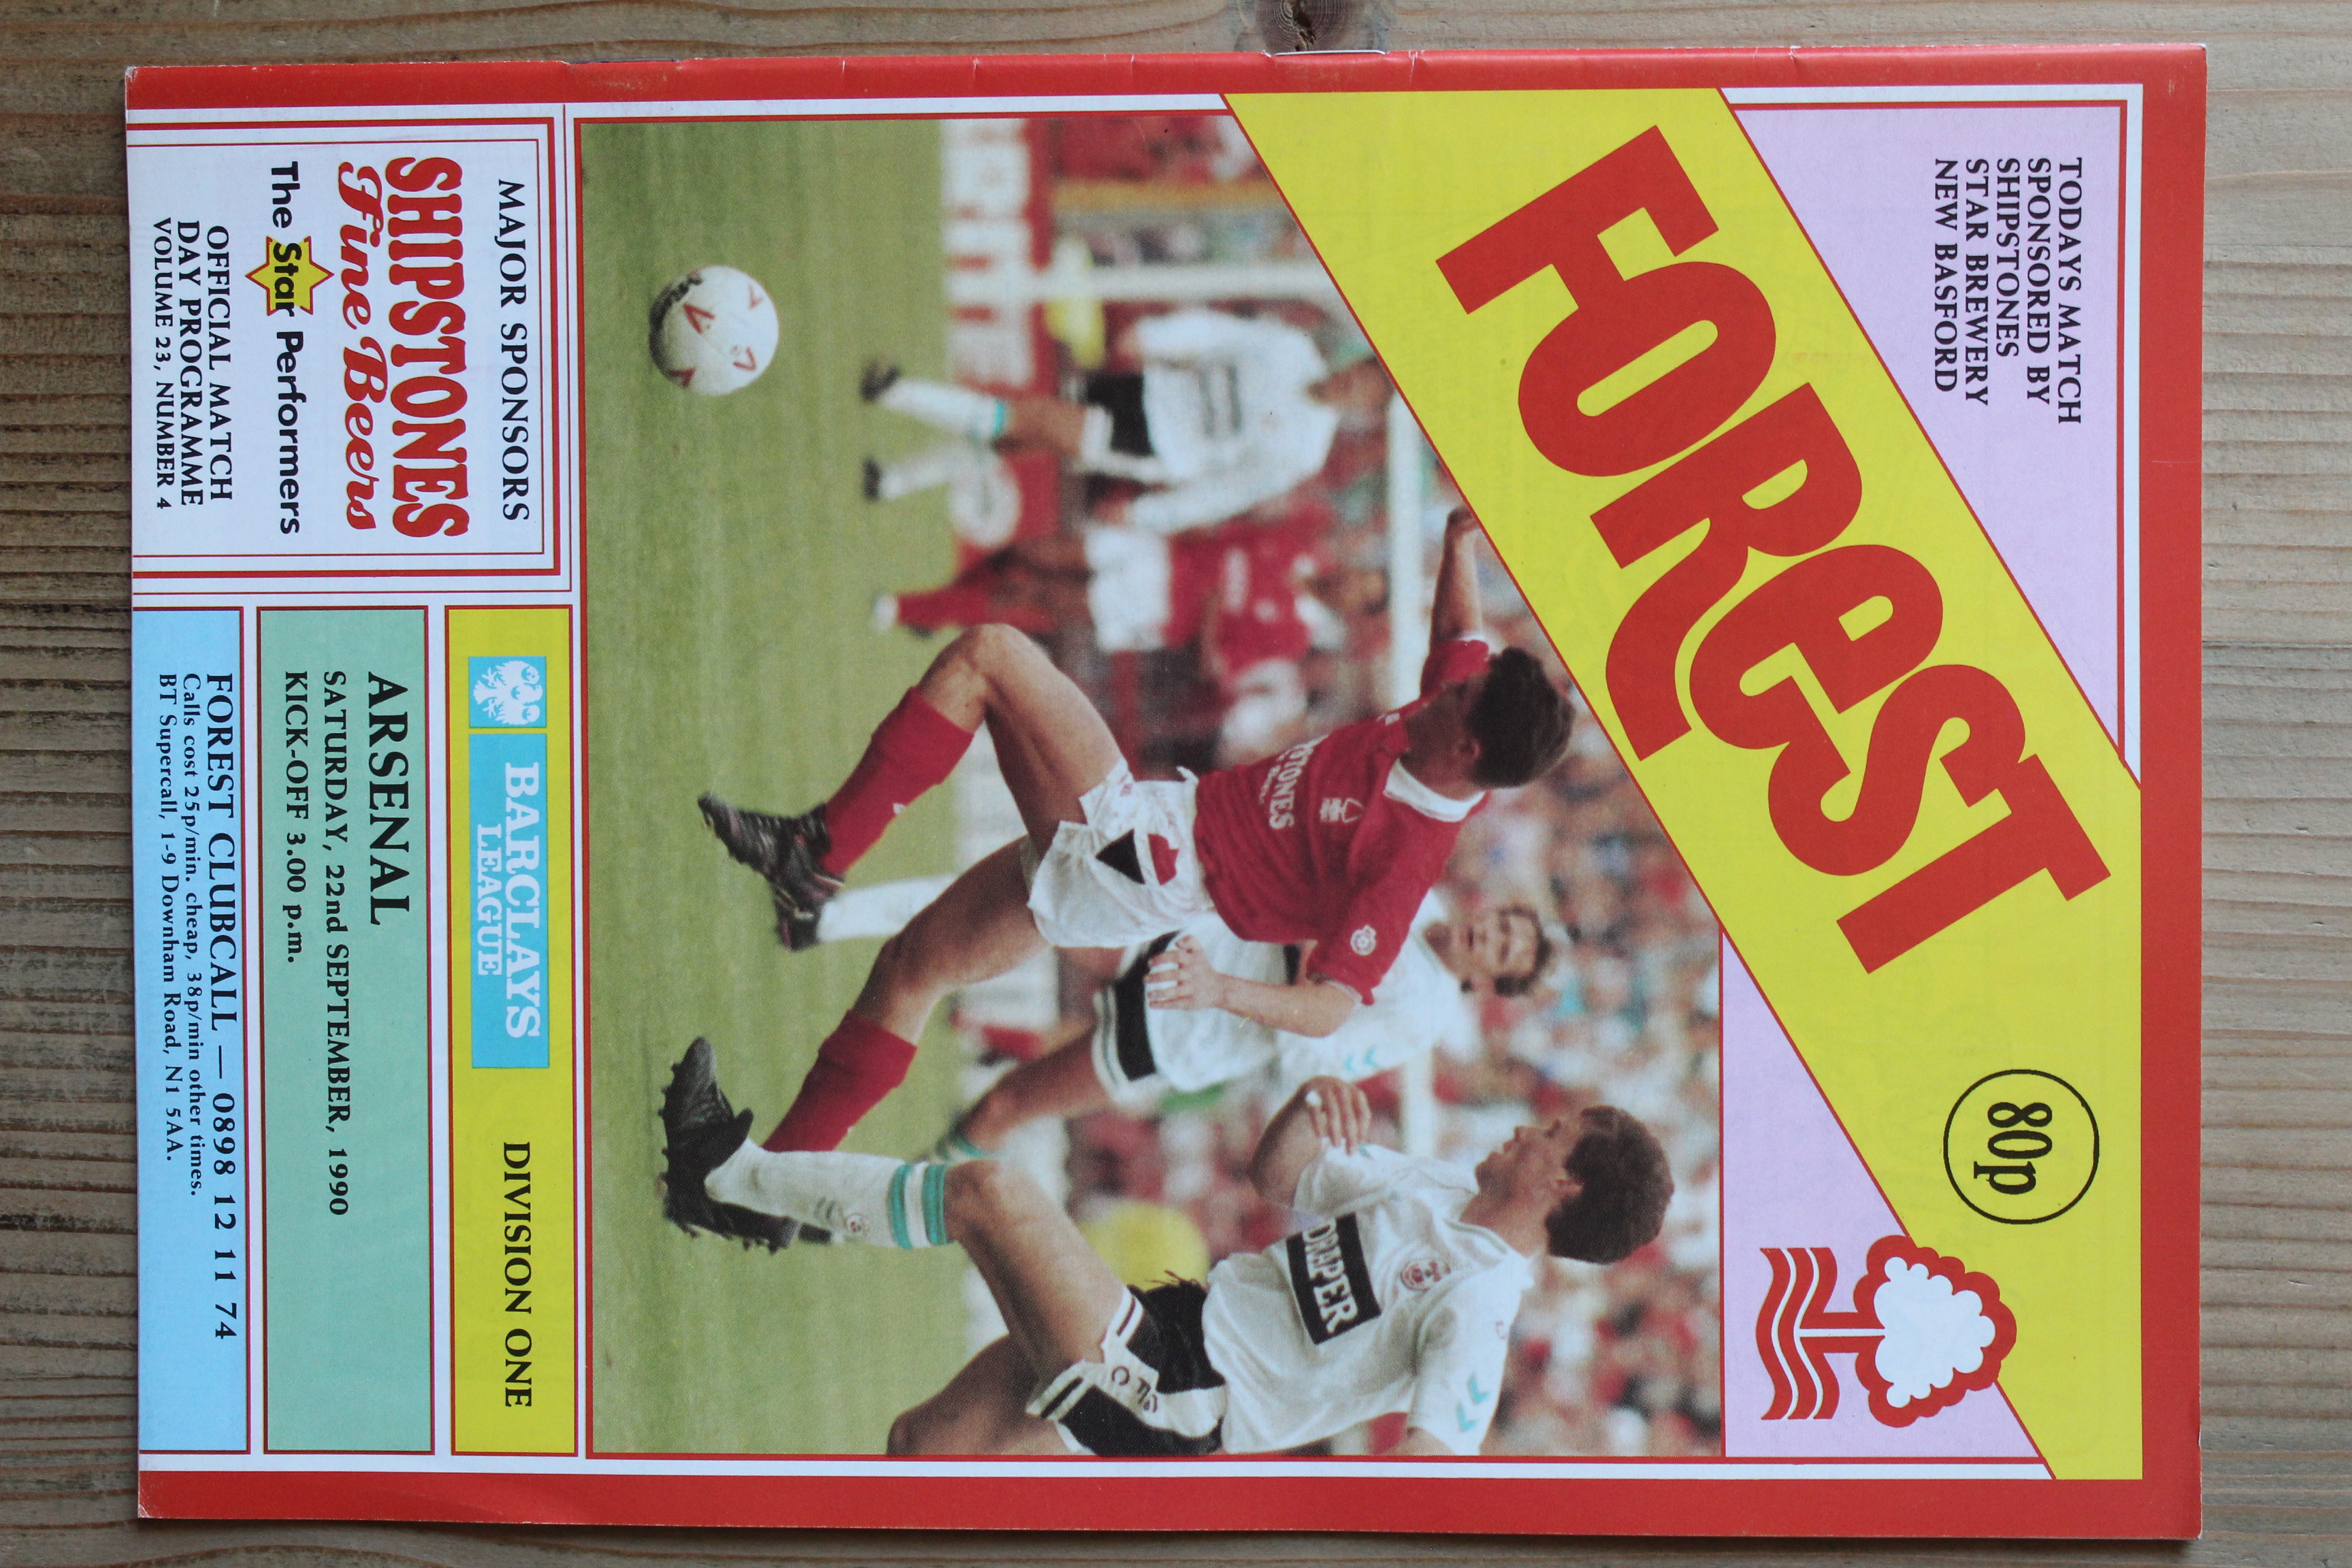 TODAYS MATCH
SPONSORED BY
SHIPSTONES
STAR BREWERY
NEW BASFORD
FOREST
80p
DRAPER
BARCLAYS
LEAGUE
DIVISION ONE
MAJOR SPONSORS
SHIPSTONES
Fine Beers
The Star Performers
OFFICIAL MATCH
DAY PROGRAMME
VOLUME 23, NUMBER 4
ARSENAL
SATURDAY, 22nd SEPTEMBER, 1990
KICK-OFF 3.00 p.m.
FOREST CLUBCALL — 0898 12 11 74
Calls cost 25p/min. cheap, 38p/min other times.
BT Supercall, 1-9 Downham Road, N1 5AA.